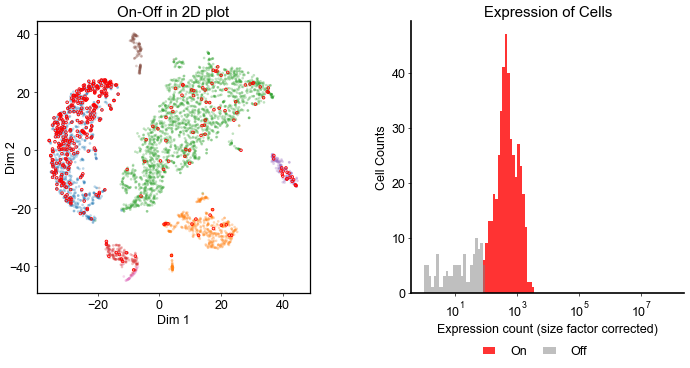 On-Off in 2D plot
40
20
0
−20
−40
Dim 2
−20
0
20
40
Dim 1
Expression of Cells
40
30
20
10
0
Cell Counts
10^1
10^3
10^5
10^7
Expression count (size factor corrected)
On Off